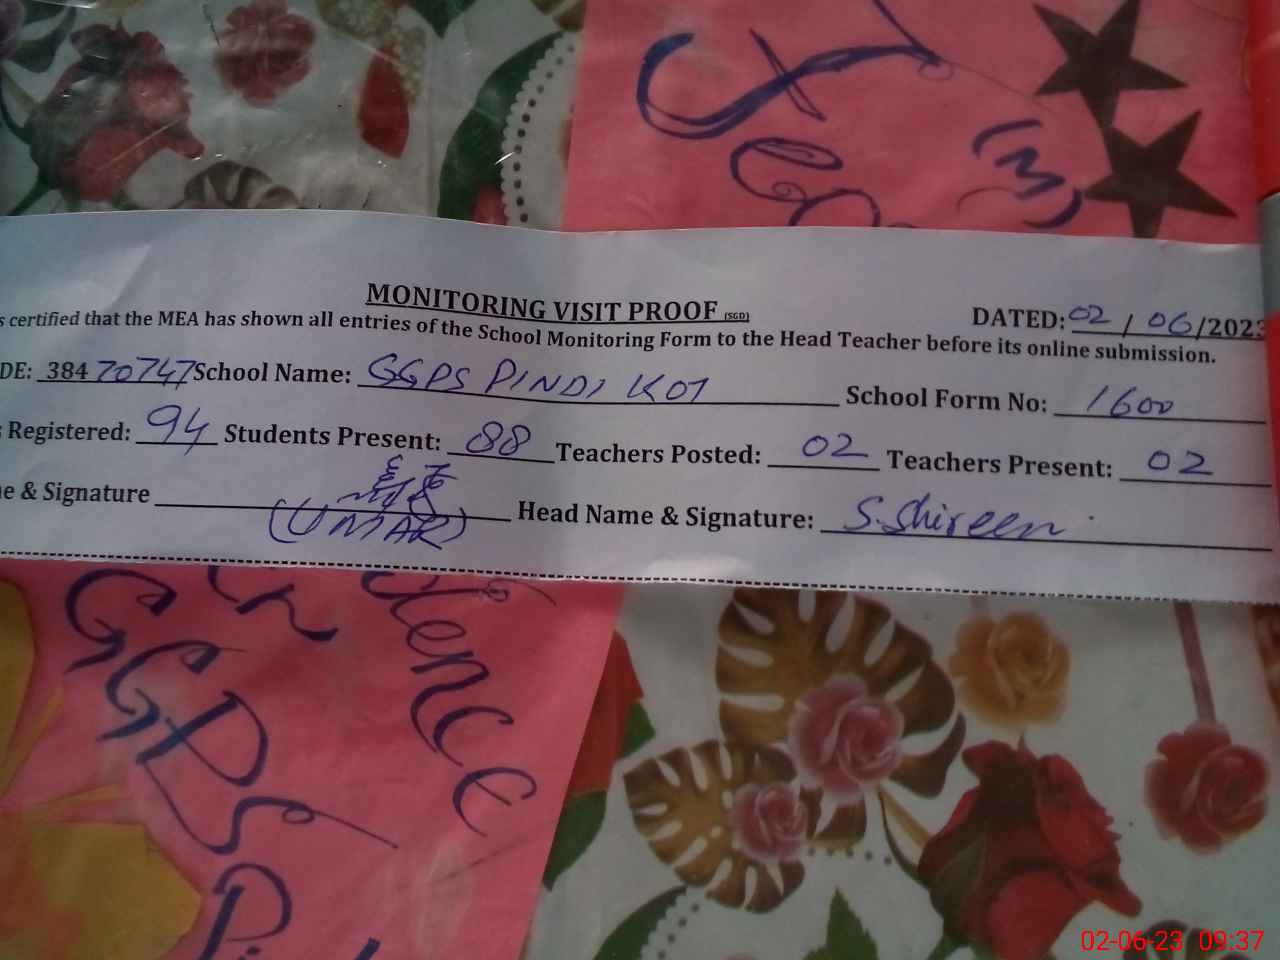 (M)
MONITORING VISIT PROOF (SGD)
DATED: 02 / 06 /2023
s certified that the MEA has shown all entries of the School Monitoring Form to the Head Teacher before its online submission.
DE: 384 70747 School Name: GGPS PINDI KOT School Form No: 1600
s Registered: 94 Students Present: 88 Teachers Posted: 02 Teachers Present: 02
e & Signature (UMAR) Head Name & Signature: S. Shireen
GGPS
02-06-23 09:37